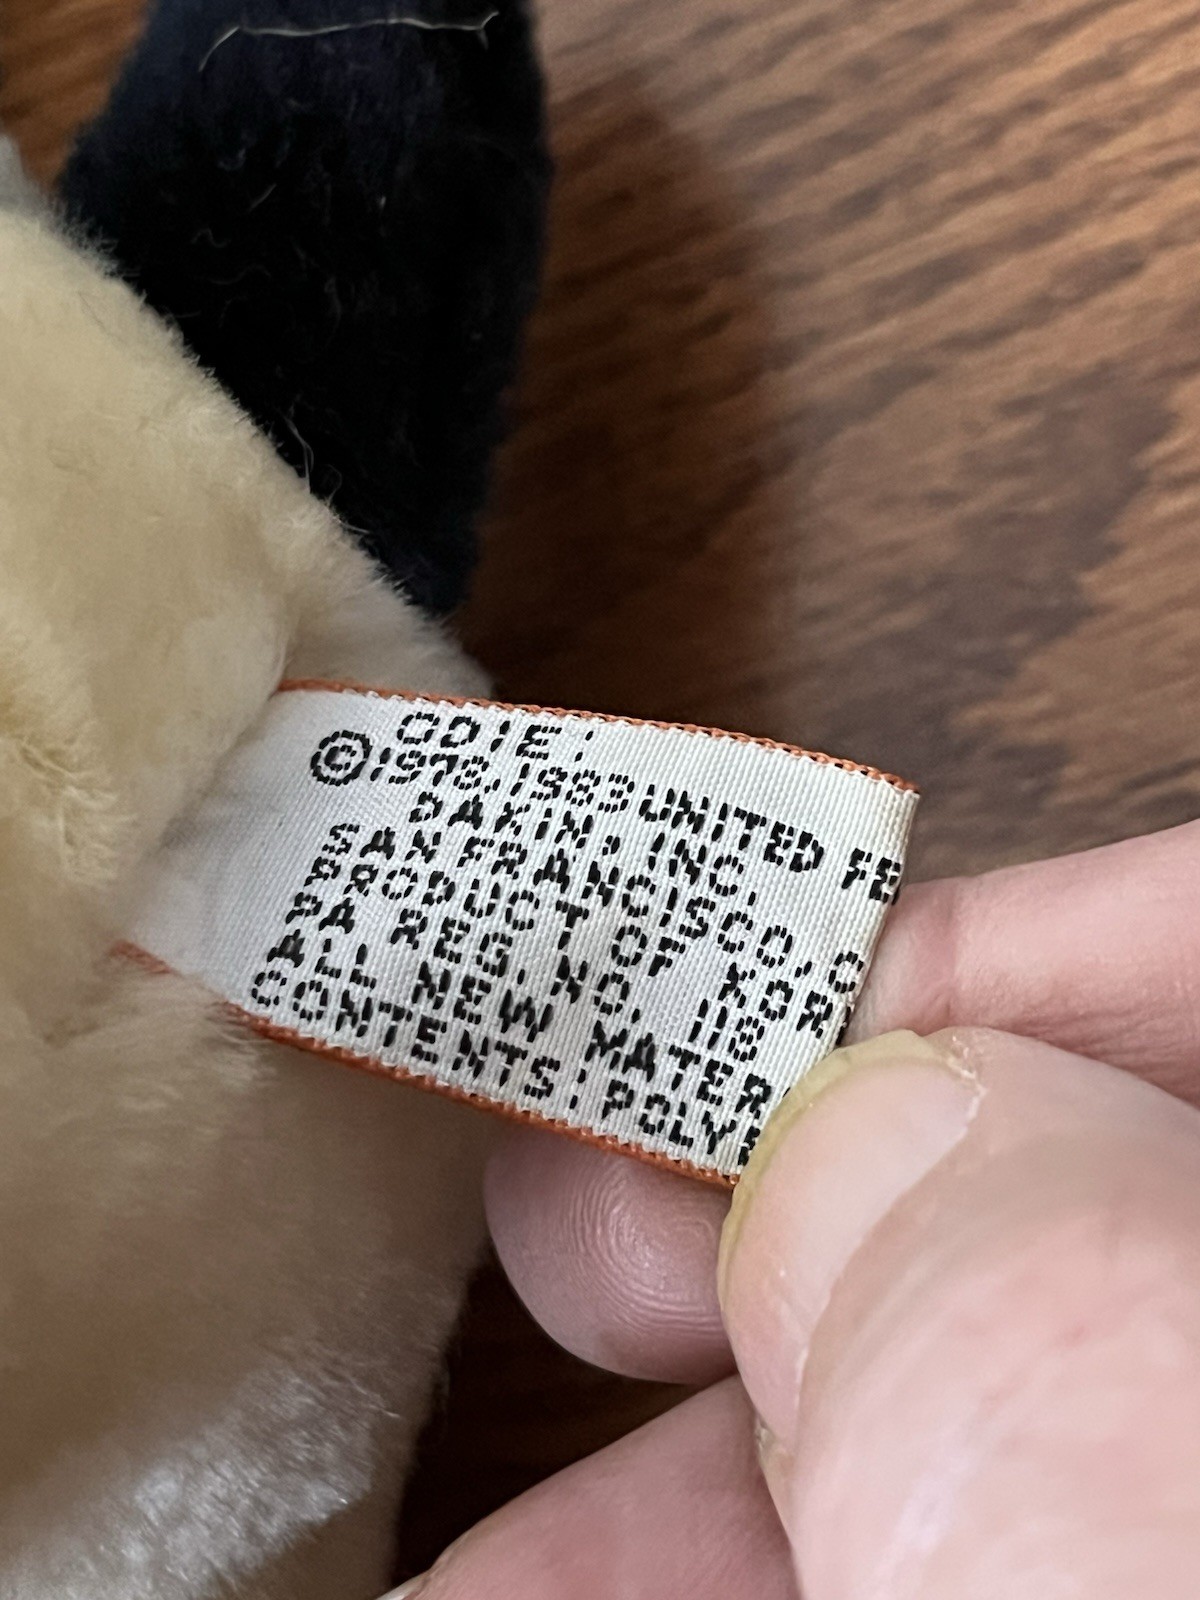 ODIE:
©1978,1983 UNITED FE
DAKIN, INC.
SAN FRANCISCO, C
PRODUCT OF KOR
REG. NO. 118
ALL NEW MATER
CONTENTS: POLYE